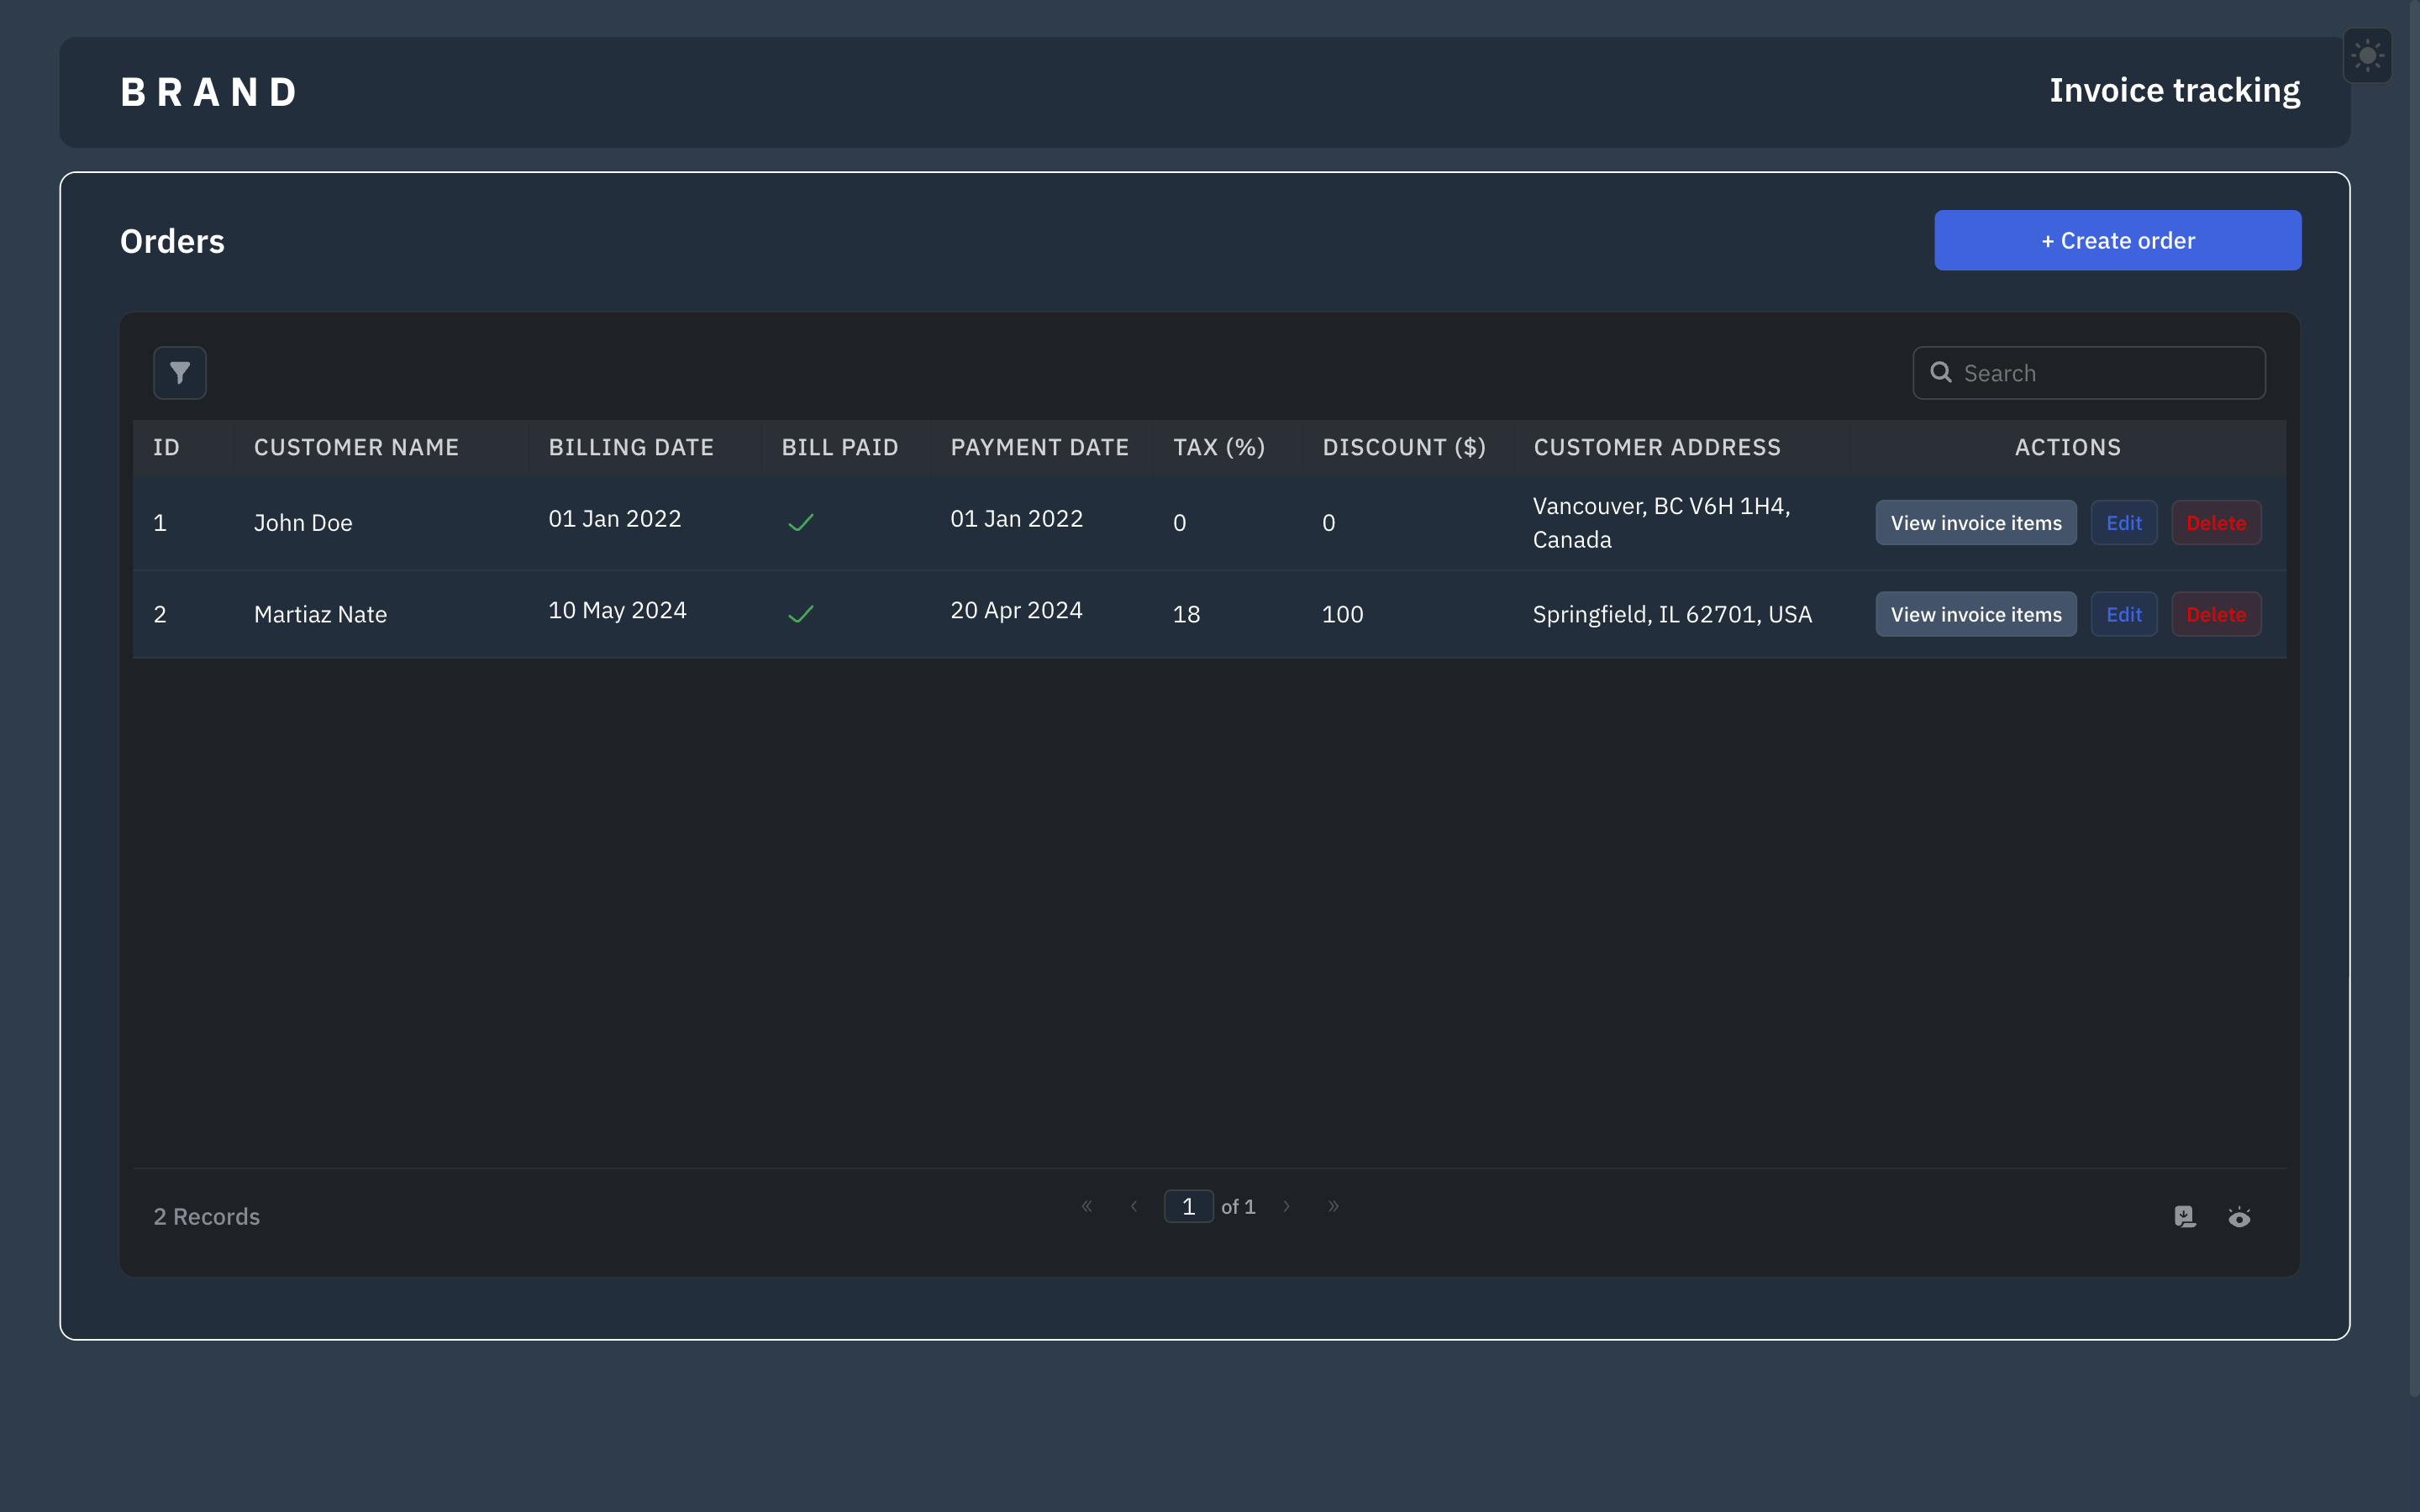 BRAND
Invoice tracking
Orders
+ Create order
Search
ID CUSTOMER NAME BILLING DATE BILL PAID PAYMENT DATE TAX (%) DISCOUNT ($) CUSTOMER ADDRESS ACTIONS
1 John Doe 01 Jan 2022 01 Jan 2022 0 0 Vancouver, BC V6H 1H4, Canada View invoice items Edit Delete
2 Martiaz Nate 10 May 2024 20 Apr 2024 18 100 Springfield, IL 62701, USA View invoice items Edit Delete
2 Records
« ‹ 1 of 1 › »